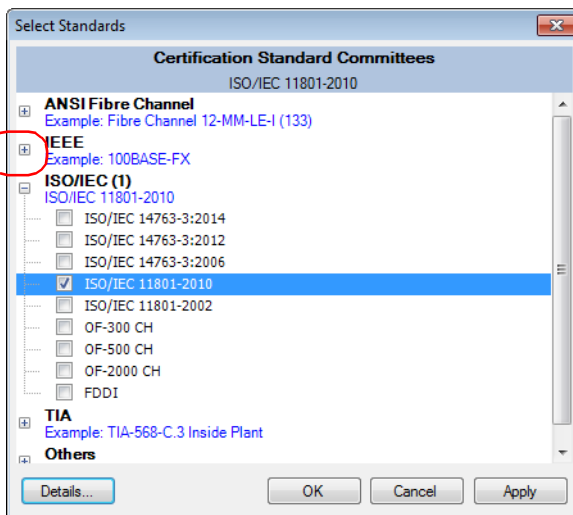 Select Standards
Certification Standard Committees
ISO/IEC 11801-2010
ANSI Fibre Channel
Example: Fibre Channel 12-MM-LE-I (133)
IEEE
Example: 100BASE-FX
ISO/IEC (1)
ISO/IEC 11801-2010
ISO/IEC 14763-3:2014
ISO/IEC 14763-3:2012
ISO/IEC 14763-3:2006
ISO/IEC 11801-2010
ISO/IEC 11801-2002
OF-300 CH
OF-500 CH
OF-2000 CH
FDDI
TIA
Example: TIA-568-C.3 Inside Plant
Others
Details... OK Cancel Apply